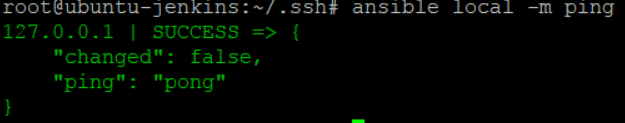 root@ubuntu-jenkins:~/.ssh# ansible local -m ping
127.0.0.1 | SUCCESS => {
    "changed": false,
    "ping": "pong"
}